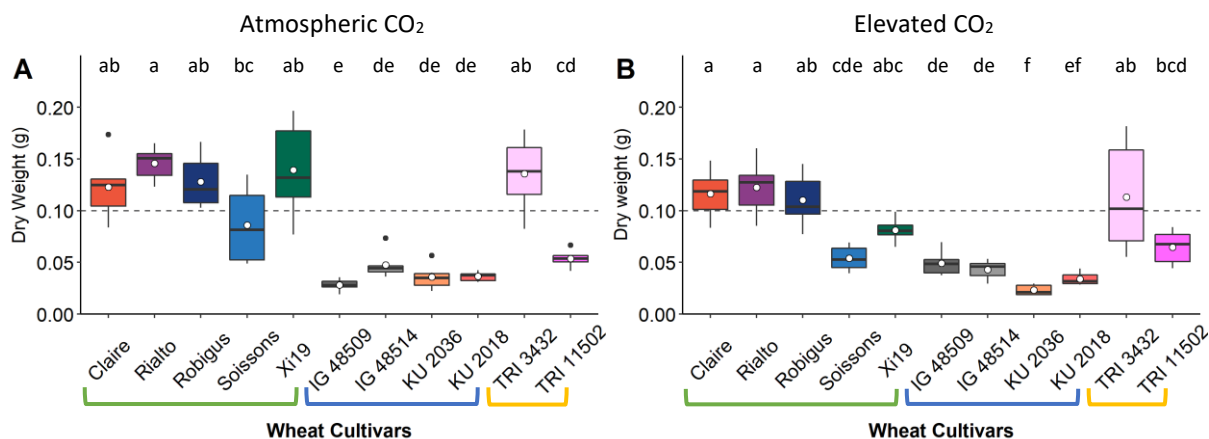 Atmospheric CO₂
A
ab a ab bc ab e de de de ab cd
Dry Weight (g)
0.20
0.15
0.10
0.05
0.00
Claire
Rialto
Robigus
Soissons
Xi19
IG 48509
IG 48514
KU 2036
KU 2018
TRI 3432
TRI 11502
Wheat Cultivars
Elevated CO₂
B
a a ab cde abc de de f ef ab bcd
Dry Weight (g)
0.20
0.15
0.10
0.05
0.00
Claire
Rialto
Robigus
Soissons
Xi19
IG 48509
IG 48514
KU 2036
KU 2018
TRI 3432
TRI 11502
Wheat Cultivars